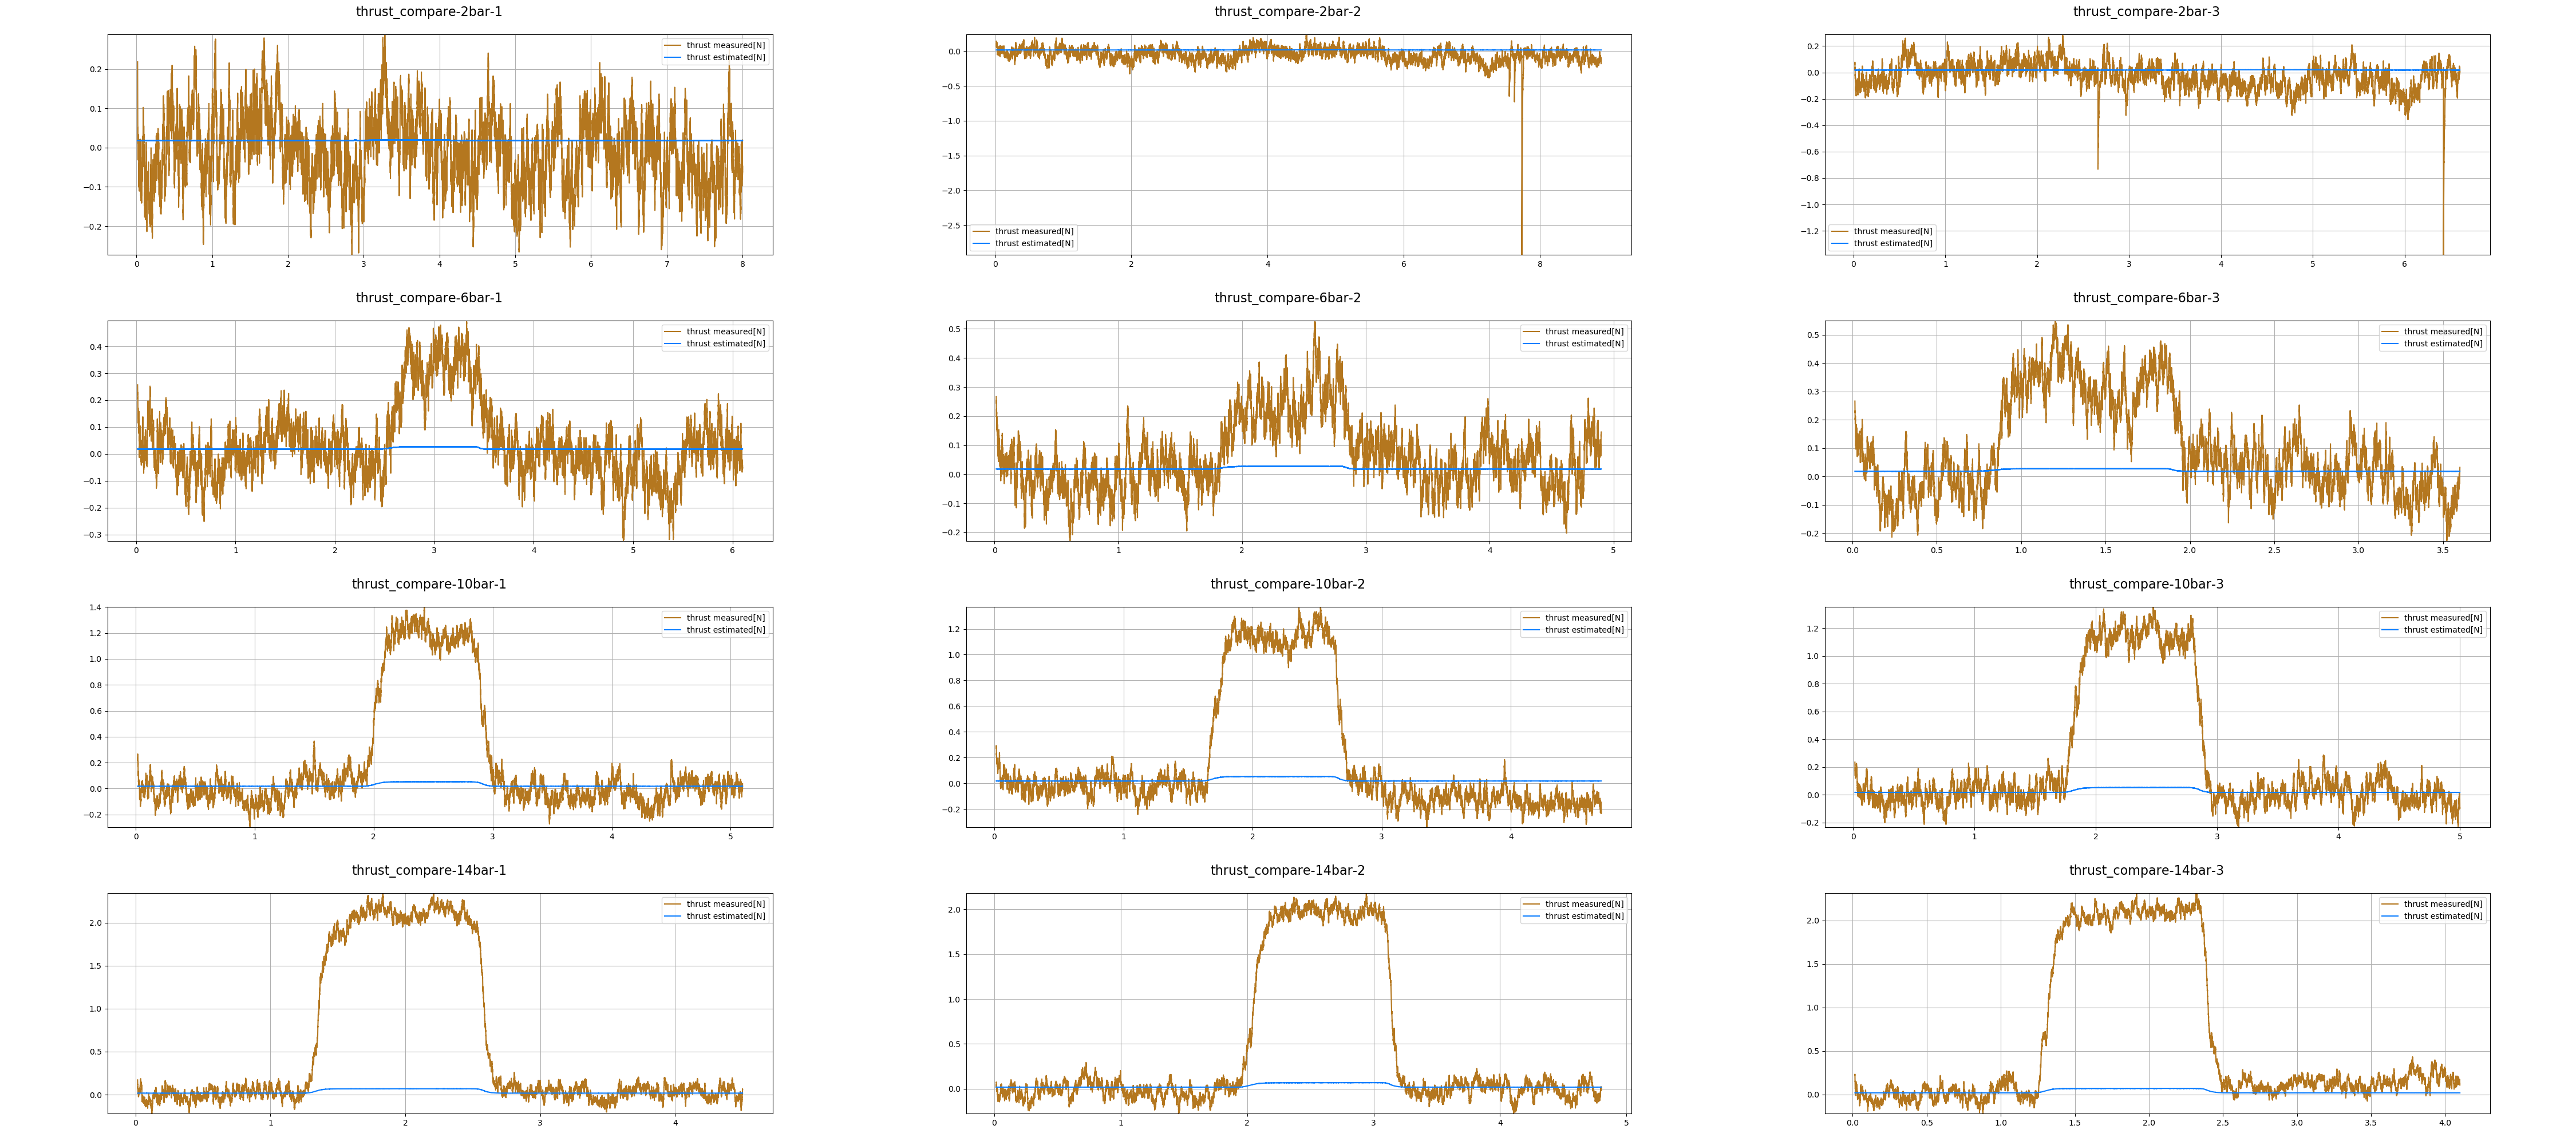 thrust_compare-2bar-1
thrust measured[N]
thrust estimated[N]
0.2
0.1
0.0
−0.1
−0.2
0 1 2 3 4 5 6 7 8
thrust_compare-2bar-2
0.0
−0.5
−1.0
−1.5
−2.0
−2.5
thrust measured[N]
thrust estimated[N]
0 2 4 6 8
thrust_compare-2bar-3
0.2
0.0
−0.2
−0.4
−0.6
−0.8
−1.0
−1.2
thrust measured[N]
thrust estimated[N]
0 1 2 3 4 5 6
thrust_compare-6bar-1
thrust measured[N]
thrust estimated[N]
0.4
0.3
0.2
0.1
0.0
−0.1
−0.2
−0.3
0 1 2 3 4 5 6
thrust_compare-6bar-2
thrust measured[N]
thrust estimated[N]
0.5
0.4
0.3
0.2
0.1
0.0
−0.1
−0.2
0 1 2 3 4 5
thrust_compare-6bar-3
thrust measured[N]
thrust estimated[N]
0.5
0.4
0.3
0.2
0.1
0.0
−0.1
−0.2
0.0 0.5 1.0 1.5 2.0 2.5 3.0 3.5
thrust_compare-10bar-1
thrust measured[N]
thrust estimated[N]
1.4
1.2
1.0
0.8
0.6
0.4
0.2
0.0
−0.2
0 1 2 3 4 5
thrust_compare-10bar-2
thrust measured[N]
thrust estimated[N]
1.2
1.0
0.8
0.6
0.4
0.2
0.0
−0.2
0 1 2 3 4
thrust_compare-10bar-3
thrust measured[N]
thrust estimated[N]
1.2
1.0
0.8
0.6
0.4
0.2
0.0
−0.2
0 1 2 3 4 5
thrust_compare-14bar-1
thrust measured[N]
thrust estimated[N]
2.0
1.5
1.0
0.5
0.0
0 1 2 3 4
thrust_compare-14bar-2
thrust measured[N]
thrust estimated[N]
2.0
1.5
1.0
0.5
0.0
0 1 2 3 4 5
thrust_compare-14bar-3
thrust measured[N]
thrust estimated[N]
2.0
1.5
1.0
0.5
0.0
0.0 0.5 1.0 1.5 2.0 2.5 3.0 3.5 4.0